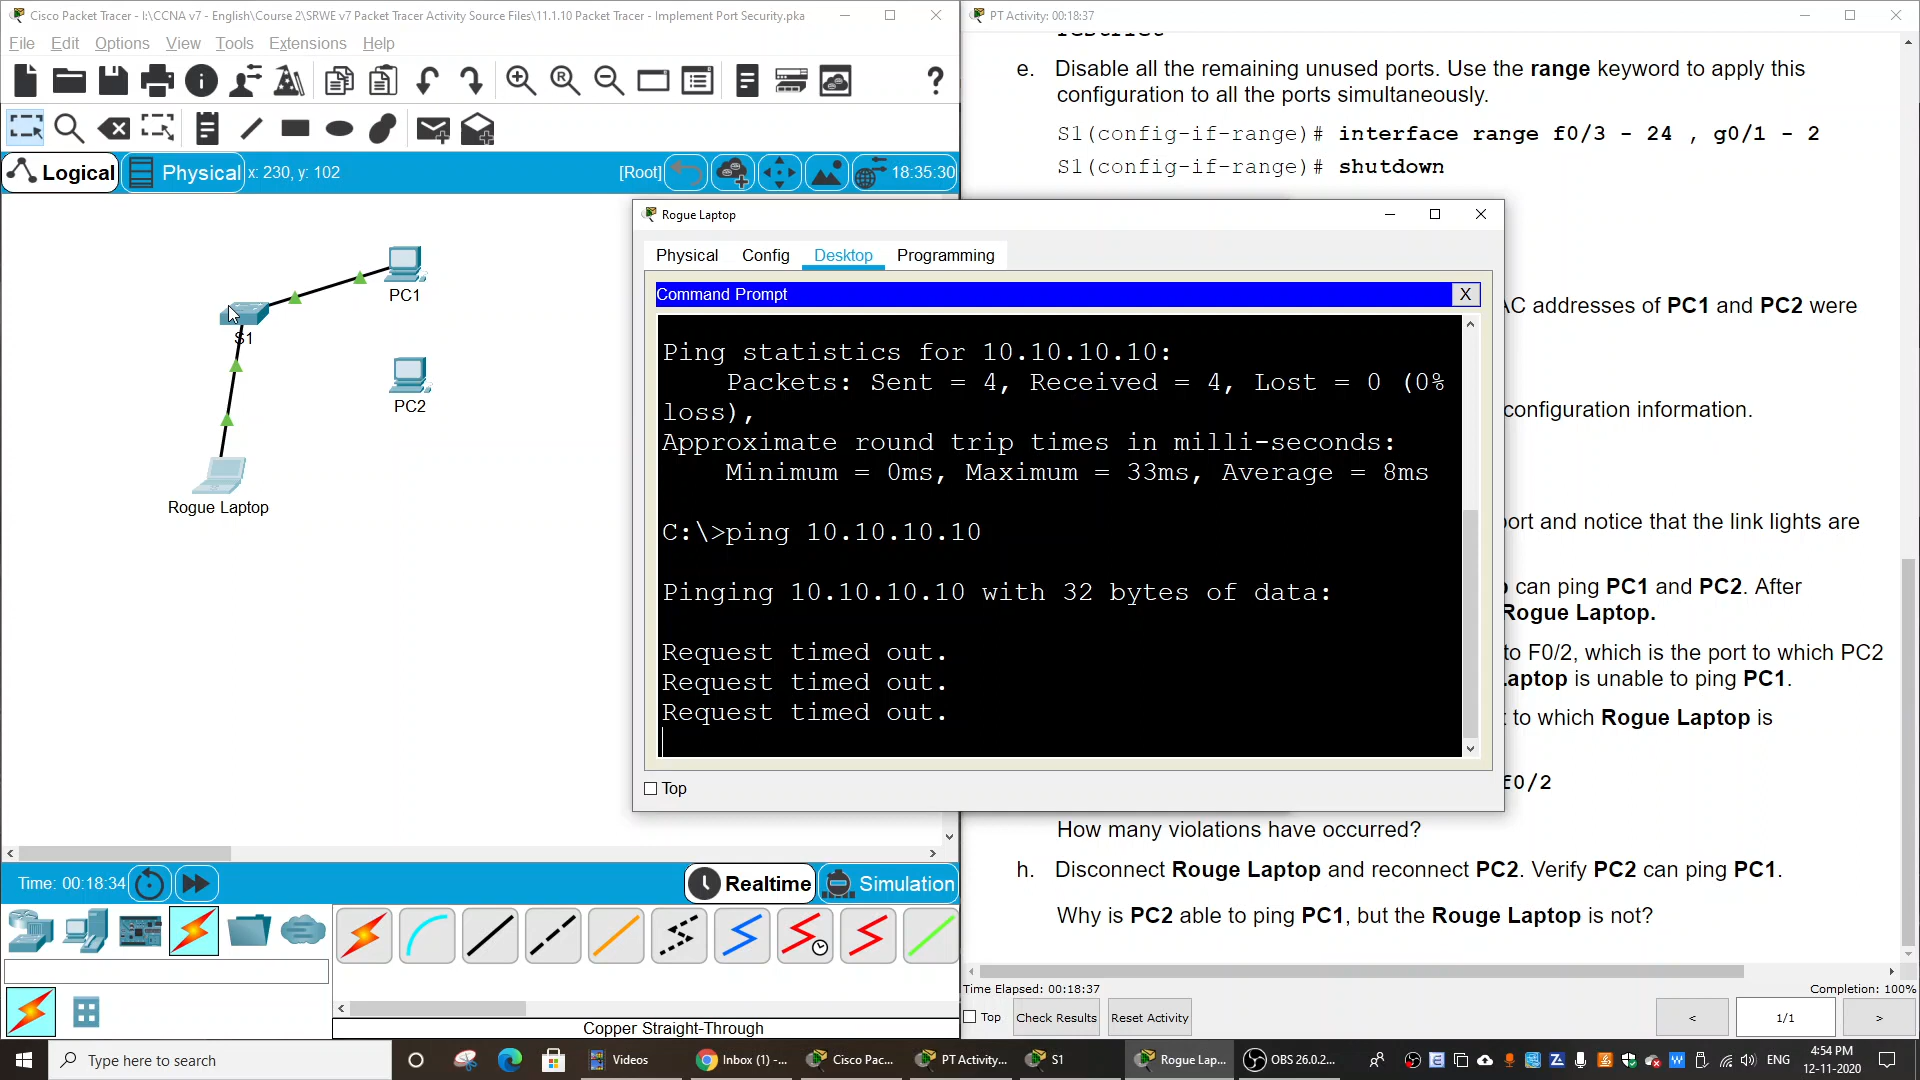 Cisco Packet Tracer - I:\CCNA v7 - English\Course 2\SRWE v7 Packet Tracer Activity Source Files\11.1.10 Packet Tracer - Implement Port Security.pka
File Edit Options View Tools Extensions Help
Logical
Physical
x: 230, y: 102
[Root]
18:35:30
PC1
S1
PC2
Rogue Laptop
PT Activity: 00:18:37
e. Disable all the remaining unused ports. Use the range keyword to apply this
configuration to all the ports simultaneously.
S1(config-if-range)# interface range f0/3 - 24 , g0/1 - 2
S1(config-if-range)# shutdown
Rogue Laptop
Physical Config Desktop Programming
Command Prompt
X
Ping statistics for 10.10.10.10:
Packets: Sent = 4, Received = 4, Lost = 0 (0%
loss),
Approximate round trip times in milli-seconds:
Minimum = 0ms, Maximum = 33ms, Average = 8ms
C:\>ping 10.10.10.10
Pinging 10.10.10.10 with 32 bytes of data:
Request timed out.
Request timed out.
Request timed out.
Top
AC addresses of PC1 and PC2 were
configuration information.
ort and notice that the link lights are
can ping PC1 and PC2. After
Rogue Laptop.
to F0/2, which is the port to which PC2
Laptop is unable to ping PC1.
t to which Rogue Laptop is
f0/2
How many violations have occurred?
h. Disconnect Rouge Laptop and reconnect PC2. Verify PC2 can ping PC1.
Why is PC2 able to ping PC1, but the Rouge Laptop is not?
Time Elapsed: 00:18:37
Completion: 100%
Top
Check Results
Reset Activity
<
1/1
>
Time: 00:18:34
Realtime
Simulation
Copper Straight-Through
Type here to search
Videos
Inbox (1) -...
Cisco Pac...
PT Activity...
S1
Rogue Lap...
OBS 26.0.2...
ENG
4:54 PM
12-11-2020